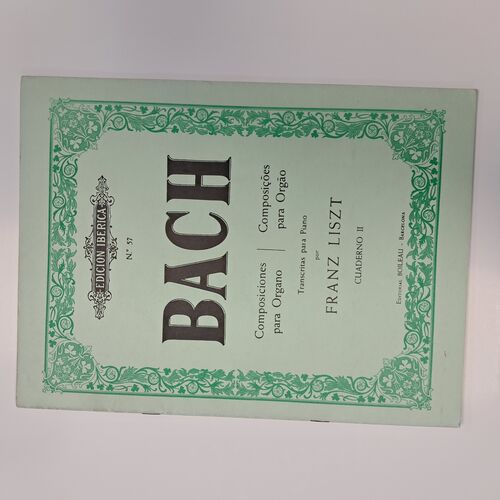 EDICION IBERICA
N.º 57
BACH
Composiciones
para Organo
Composições
para Orgão
Transcritas para Piano
por
FRANZ LISZT
CUADERNO II
Editorial BOILEAU - Barcelona